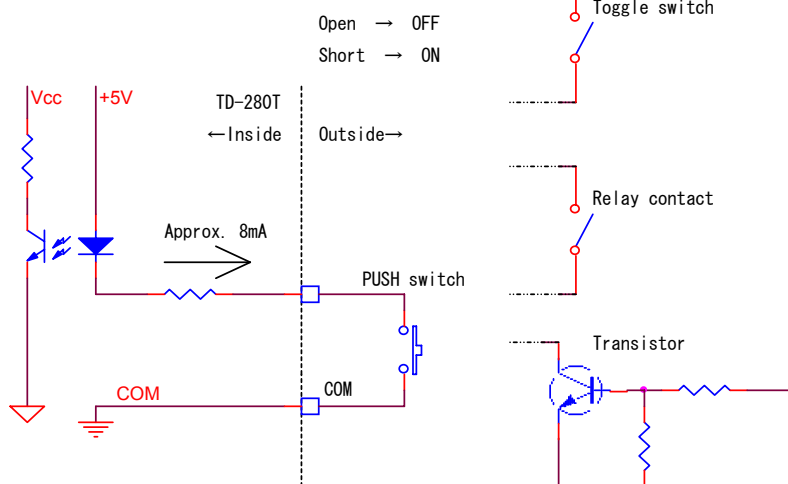 Toggle switch
Open → OFF
Short → ON
Vcc
+5V
TD-280T
←Inside
Outside→
Relay contact
Approx. 8mA
PUSH switch
Transistor
COM
COM